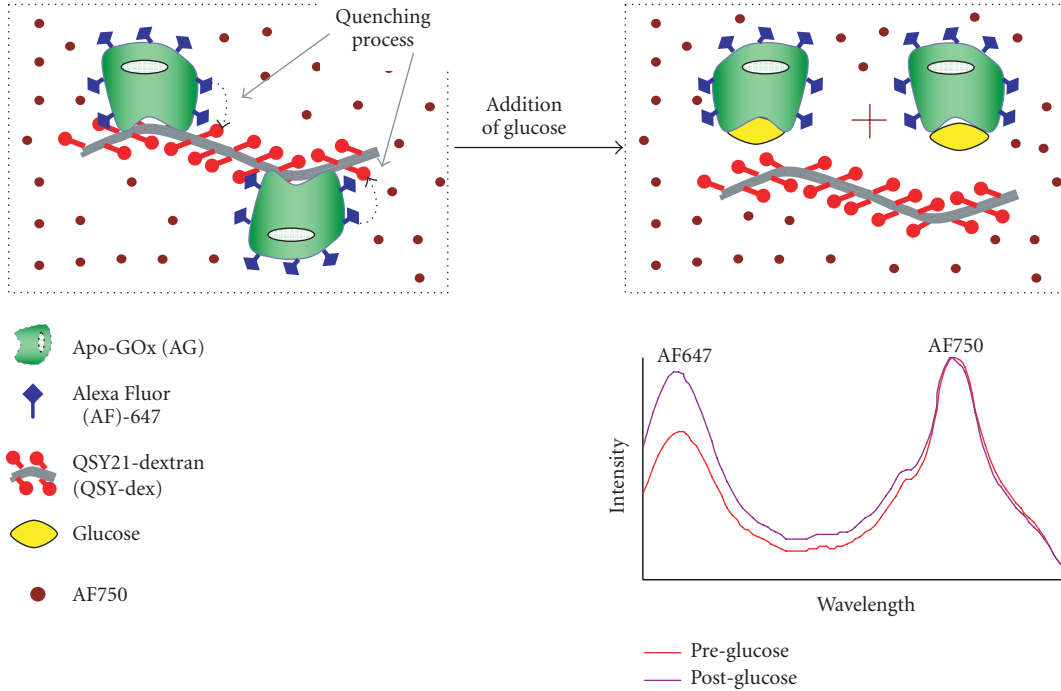 Quenching
process
Addition
of glucose
Apo-GOx (AG)
Alexa Fluor
(AF)-647
QSY21-dextran
(QSY-dex)
Glucose
AF750
AF647
AF750
Intensity
Wavelength
Pre-glucose
Post-glucose